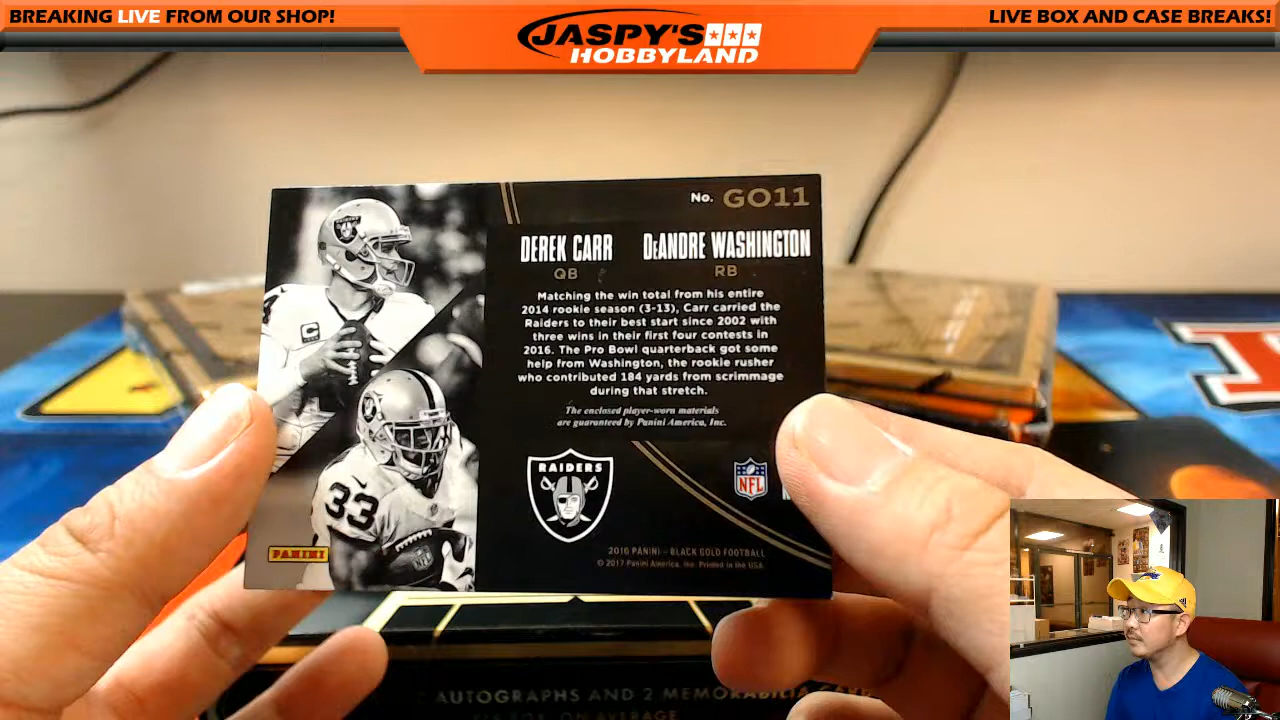 BREAKING LIVE FROM OUR SHOP!
JASPY'S
HOBBYLAND
LIVE BOX AND CASE BREAKS!
No. GO11
DEREK CARR
QB
DEANDRE WASHINGTON
RB
Matching the win total from his entire
2014 rookie season (3-13), Carr carried the
Raiders to their best start since 2002 with
three wins in their first four contests in
2016. The Pro Bowl quarterback got some
help from Washington, the rookie rusher
who contributed 184 yards from scrimmage
during that stretch.
The enclosed player-worn materials
are guaranteed by Panini America, Inc.
RAIDERS
NFL
33
PANINI
2016 PANINI – BLACK GOLD FOOTBALL
© 2017 Panini America, Inc. Printed in the USA.
AUTOGRAPHS AND 2 MEMORABILIA
ON AVERAGE